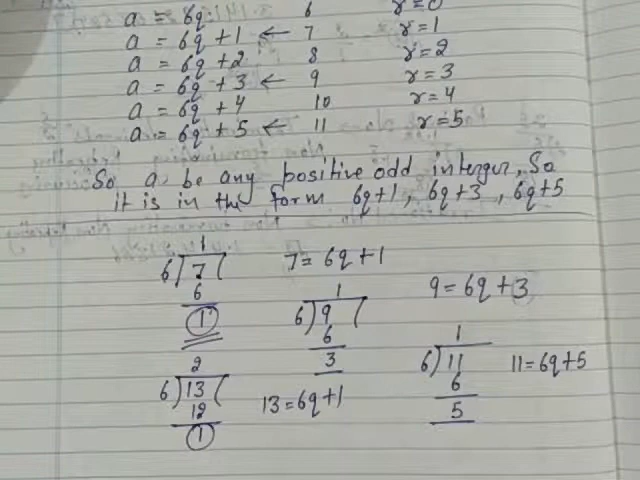 a = 6q 6 r=0
a = 6q +1 ← 7 r=1
a = 6q +2 8 r=2
a = 6q +3 ← 9 r=3
a = 6q + 4 10 r=4
a = 6q + 5 ← 11 r=5
So a be any positive odd interger, So
it is in the form 6q+1, 6q+3, 6q+5
1
6)7( 7=6q+1
6
1
1
6)9( 9=6q+3
6
3
1
6)11 11=6q+5
6
5
2
6)13( 13=6q+1
12
1